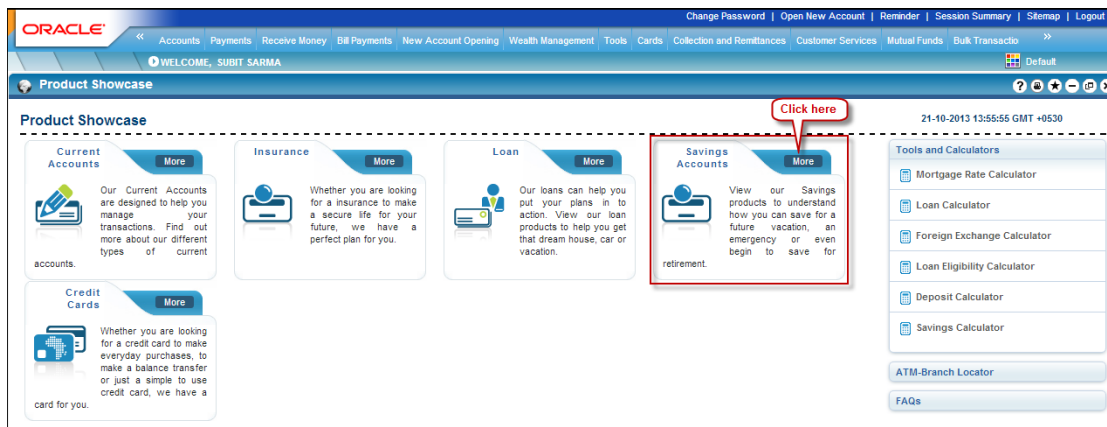 Change Password | Open New Account | Reminder | Session Summary | Sitemap | Logout
ORACLE
« Accounts Payments Receive Money Bill Payments New Account Opening Wealth Management Tools Cards Collection and Remittances Customer Services Mutual Funds Bulk Transactio »
WELCOME, SUBIT SARMA
Default
Product Showcase
Click here
Product Showcase
21-10-2013 13:55:55 GMT +0530
Current
Accounts
More
Our Current Accounts
are designed to help you
manage your
transactions. Find out
more about our different
types of current
accounts.
Insurance
More
Whether you are looking
for a insurance to make
a secure life for your
future, we have a
perfect plan for you.
Loan
More
Our loans can help you
put your plans in to
action. View our loan
products to help you get
that dream house, car or
vacation.
Savings
Accounts
More
View our Savings
products to understand
how you can save for a
future vacation, an
emergency or even
begin to save for
retirement.
Credit
Cards
More
Whether you are looking
for a credit card to make
everyday purchases, to
make a balance transfer
or just a simple to use
credit card, we have a
card for you.
Tools and Calculators
Mortgage Rate Calculator
Loan Calculator
Foreign Exchange Calculator
Loan Eligibility Calculator
Deposit Calculator
Savings Calculator
ATM-Branch Locator
FAQs